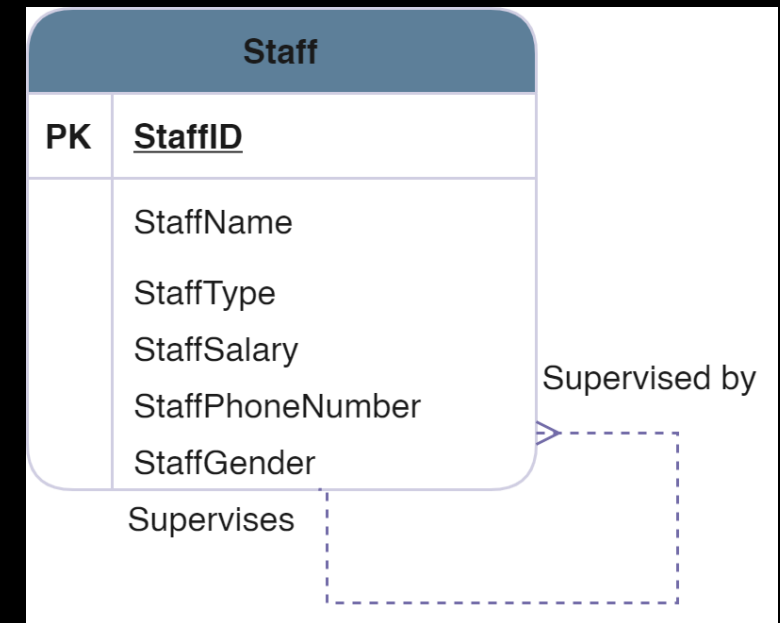 Staff
PK StaffID
StaffName
StaffType
StaffSalary
StaffPhoneNumber
StaffGender
Supervised by
Supervises